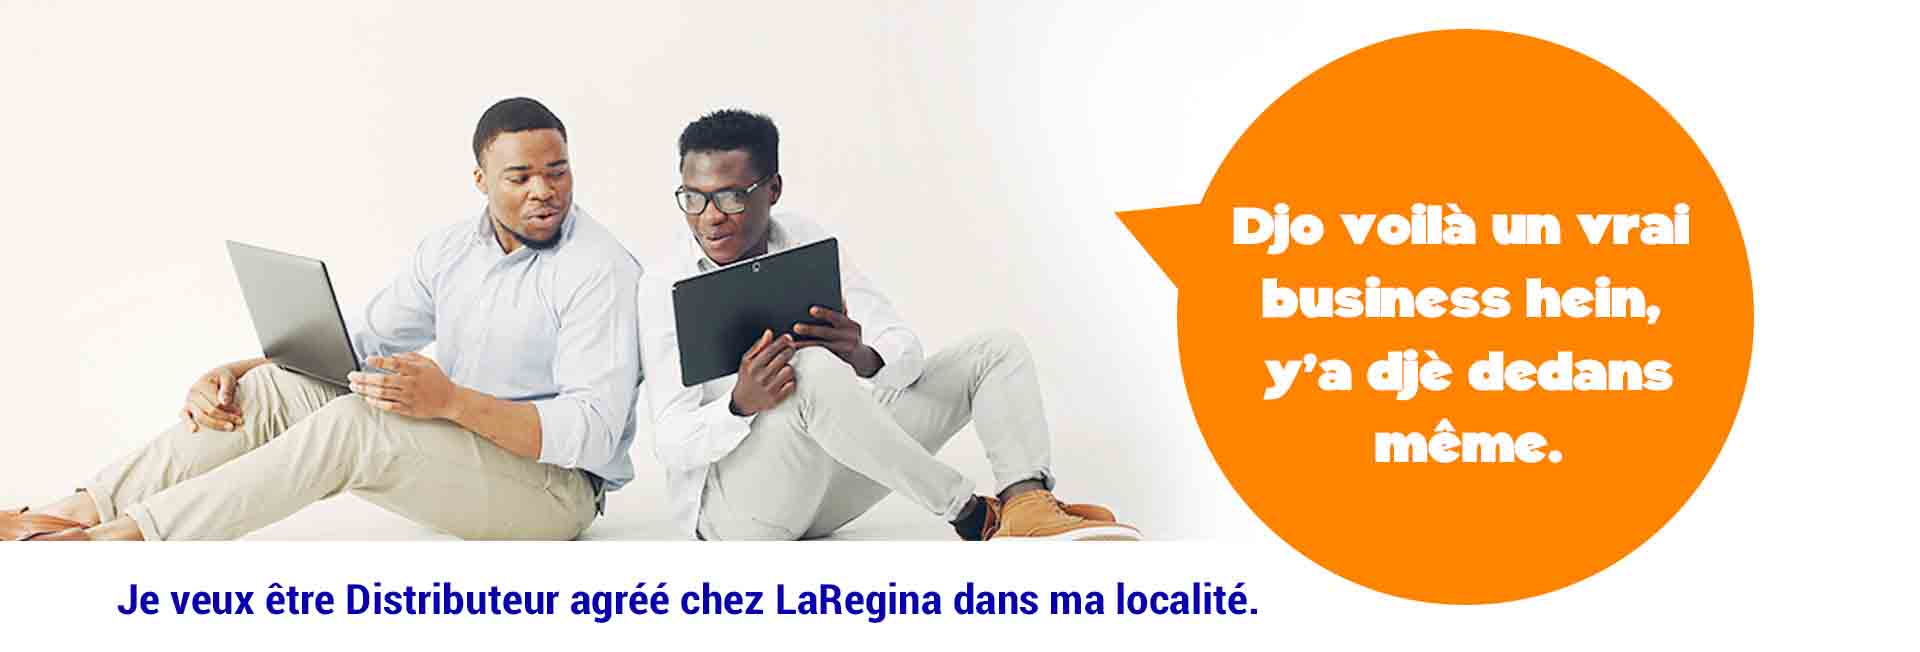 Djo voilà un vrai
business hein,
y'a djè dedans
même.
Je veux être Distributeur agréé chez LaRegina dans ma localité.